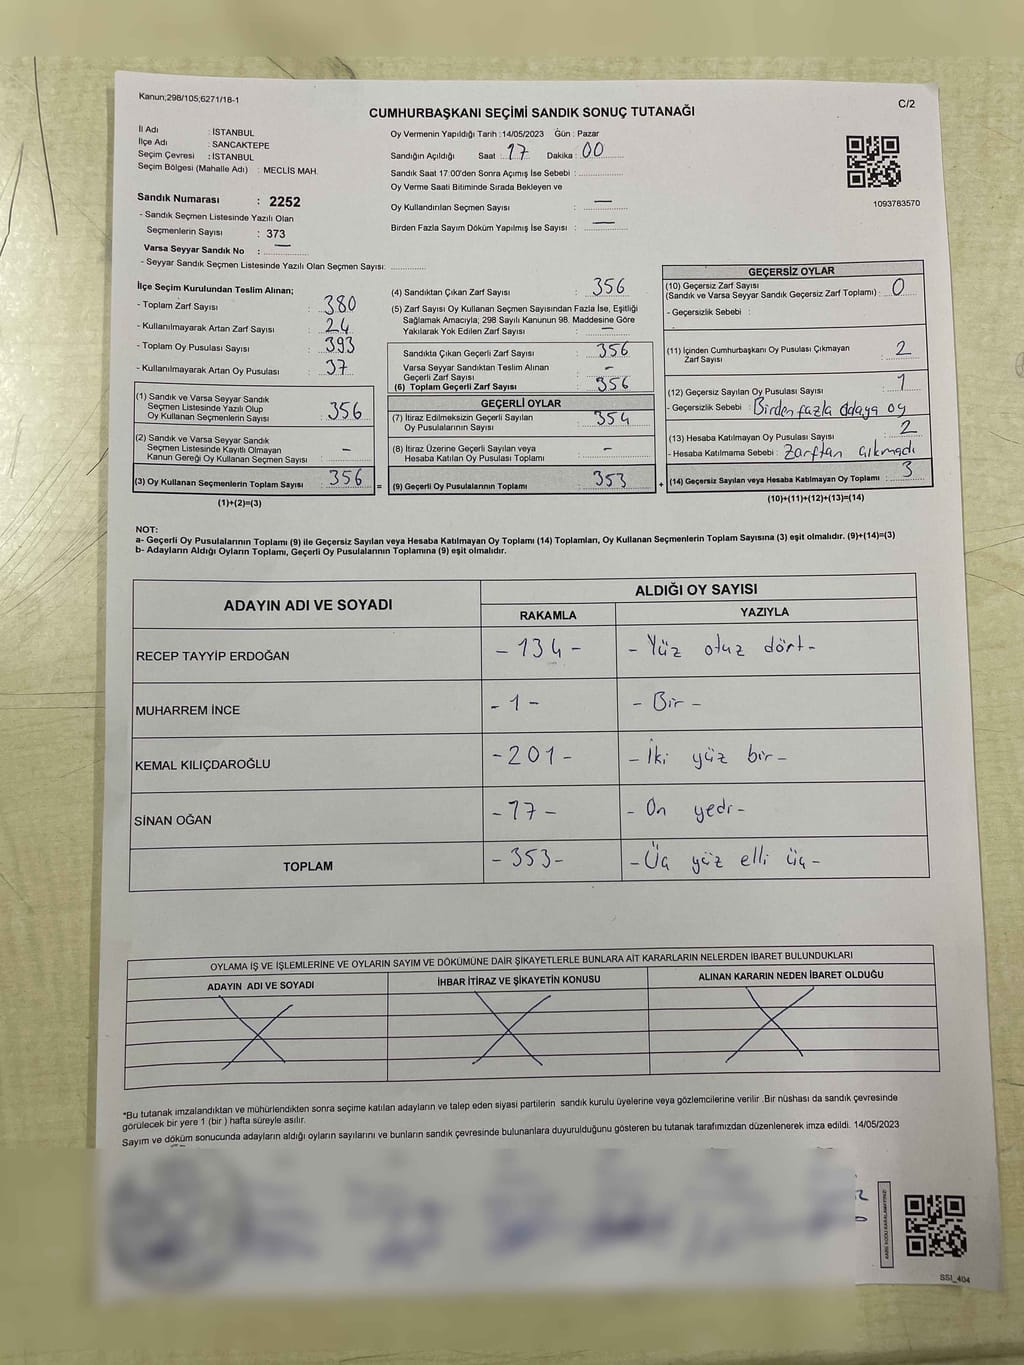 Kanun;298/105;6271/18-1
C/2
CUMHURBAŞKANI SEÇİMİ SANDIK SONUÇ TUTANAĞI
İl Adı : İSTANBUL
İlçe Adı : SANCAKTEPE
Seçim Çevresi : İSTANBUL
Seçim Bölgesi (Mahalle Adı) : MECLİS MAH.
Sandık Numarası : 2252
- Sandık Seçmen Listesinde Yazılı Olan
Seçmenlerin Sayısı : 373
Varsa Seyyar Sandık No : —
- Seyyar Sandık Seçmen Listesinde Yazılı Olan Seçmen Sayısı:
Oy Vermenin Yapıldığı Tarih :14/05/2023 Gün : Pazar
Sandığın Açıldığı Saat : 17 Dakika : 00
Sandık Saat 17:00'den Sonra Açımış İse Sebebi :
Oy Verme Saati Bitiminde Sırada Bekleyen ve
Oy Kullandırılan Seçmen Sayısı : —
Birden Fazla Sayım Döküm Yapılmış İse Sayısı : —
1093783570
İlçe Seçim Kurulundan Teslim Alınan;
- Toplam Zarf Sayısı : 380
- Kullanılmayarak Artan Zarf Sayısı : 24
- Toplam Oy Pusulası Sayısı : 393
- Kullanılmayarak Artan Oy Pusulası : 37
(1) Sandık ve Varsa Seyyar Sandık
Seçmen Listesinde Yazılı Olup
Oy Kullanan Seçmenlerin Sayısı : 356
(2) Sandık ve Varsa Seyyar Sandık
Seçmen Listesinde Kayıtlı Olmayan
Kanun Gereği Oy Kullanan Seçmen Sayısı : -
(3) Oy Kullanan Seçmenlerin Toplam Sayısı : 356 =
(1)+(2)=(3)
(4) Sandıktan Çıkan Zarf Sayısı : 356
(5) Zarf Sayısı Oy Kullanan Seçmen Sayısından Fazla İse, Eşitliği
Sağlamak Amacıyla, 298 Sayılı Kanunun 98. Maddesine Göre
Yakılarak Yok Edilen Zarf Sayısı : —
Sandıkta Çıkan Geçerli Zarf Sayısı : 356
Varsa Seyyar Sandıktan Teslim Alınan
Geçerli Zarf Sayısı : -
(6) Toplam Geçerli Zarf Sayısı : 356
GEÇERLİ OYLAR
(7) İtiraz Edilmeksizin Geçerli Sayılan
Oy Pusulalarının Sayısı : 354
(8) İtiraz Üzerine Geçerli Sayılan veya
Hesaba Katılan Oy Pusulası Toplamı : -
(9) Geçerli Oy Pusulalarının Toplamı : 353 +
GEÇERSİZ OYLAR
(10) Geçersiz Zarf Sayısı
(Sandık ve Varsa Seyyar Sandık Geçersiz Zarf Toplamı) : 0
- Geçersizlik Sebebi :
(11) İçinden Cumhurbaşkanı Oy Pusulası Çıkmayan
Zarf Sayısı : 2
(12) Geçersiz Sayılan Oy Pusulası Sayısı : 1
- Geçersizlik Sebebi : Birden fazla adaya oy
(13) Hesaba Katılmayan Oy Pusulası Sayısı : 2
- Hesaba Katılmama Sebebi : Zarftan çıkmadı
(14) Geçersiz Sayılan veya Hesaba Katılmayan Oy Toplamı : 3
(10)+(11)+(12)+(13)=(14)
NOT:
a- Geçerli Oy Pusulalarının Toplamı (9) ile Geçersiz Sayılan veya Hesaba Katılmayan Oy Toplamı (14) Toplamları, Oy Kullanan Seçmenlerin Toplam Sayısına (3) eşit olmalıdır. (9)+(14)=(3)
b- Adayların Aldığı Oyların Toplamı, Geçerli Oy Pusulalarının Toplamına (9) eşit olmalıdır.
ADAYIN ADI VE SOYADI
ALDIĞI OY SAYISI
RAKAMLA YAZIYLA
RECEP TAYYİP ERDOĞAN - 134 - - Yüz otuz dört -
MUHARREM İNCE - 1 - - Bir -
KEMAL KILIÇDAROĞLU - 201 - - İki yüz bir -
SİNAN OĞAN - 17 - - On yedi -
TOPLAM - 353 - - Üç yüz elli üç -
OYLAMA İŞ VE İŞLEMLERİNE VE OYLARIN SAYIM VE DÖKÜMÜNE DAİR ŞİKAYETLERLE BUNLARA AİT KARARLARIN NELERDEN İBARET BULUNDUKLARI
ADAYIN ADI VE SOYADI İHBAR İTİRAZ VE ŞİKAYETİN KONUSU ALINAN KARARIN NEDEN İBARET OLDUĞU
*Bu tutanak imzalandıktan ve mühürlendikten sonra seçime katılan adayların ve talep eden siyasi partilerin sandık kurulu üyelerine veya gözlemcilerine verilir .Bir nüshası da sandık çevresinde
görülecek bir yere 1 (bir ) hafta süreyle asılır.
Sayım ve döküm sonucunda adayların aldığı oyların sayılarını ve bunların sandık çevresinde bulunanlara duyurulduğunu gösteren bu tutanak tarafımızdan düzenlenerek imza edildi. 14/05/2023
SSI_404